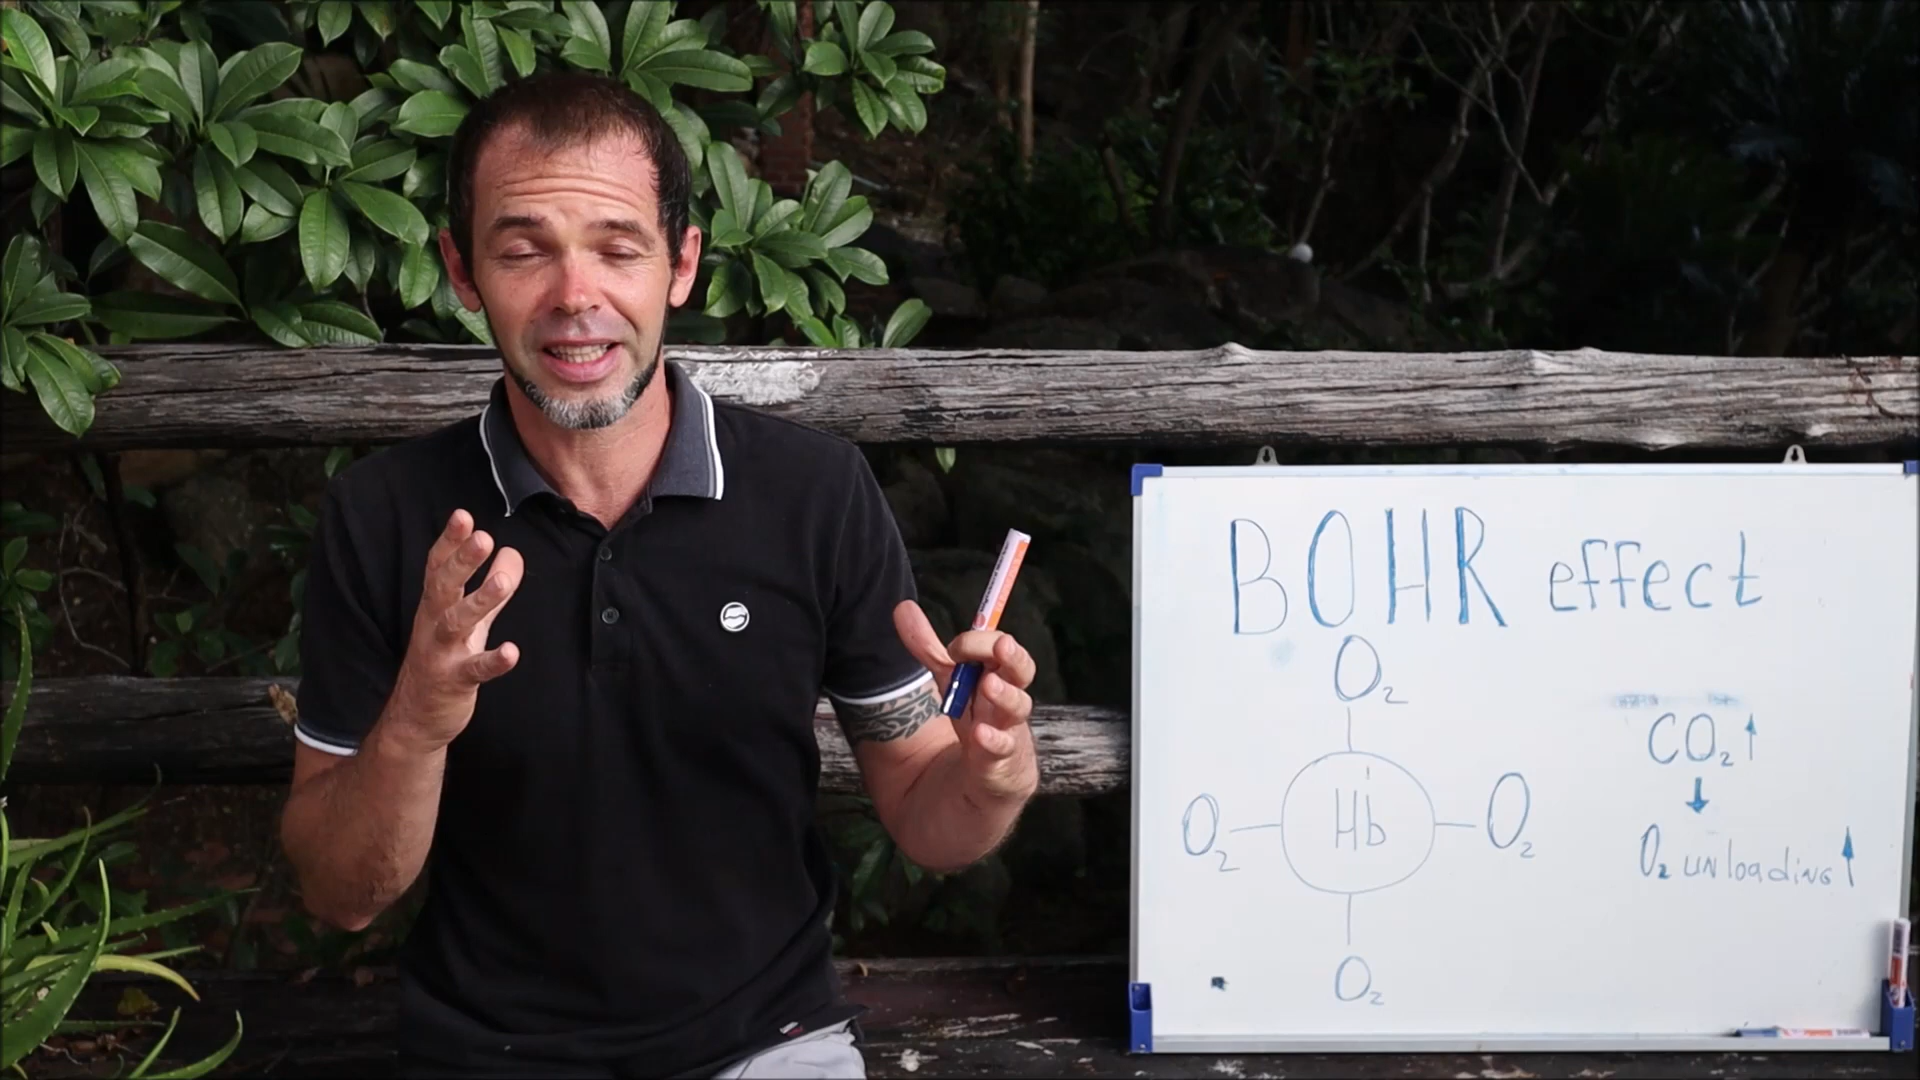 BOHR effect
O2
CO2↑
↓
O2 Hb O2
O2 unloading↑
O2